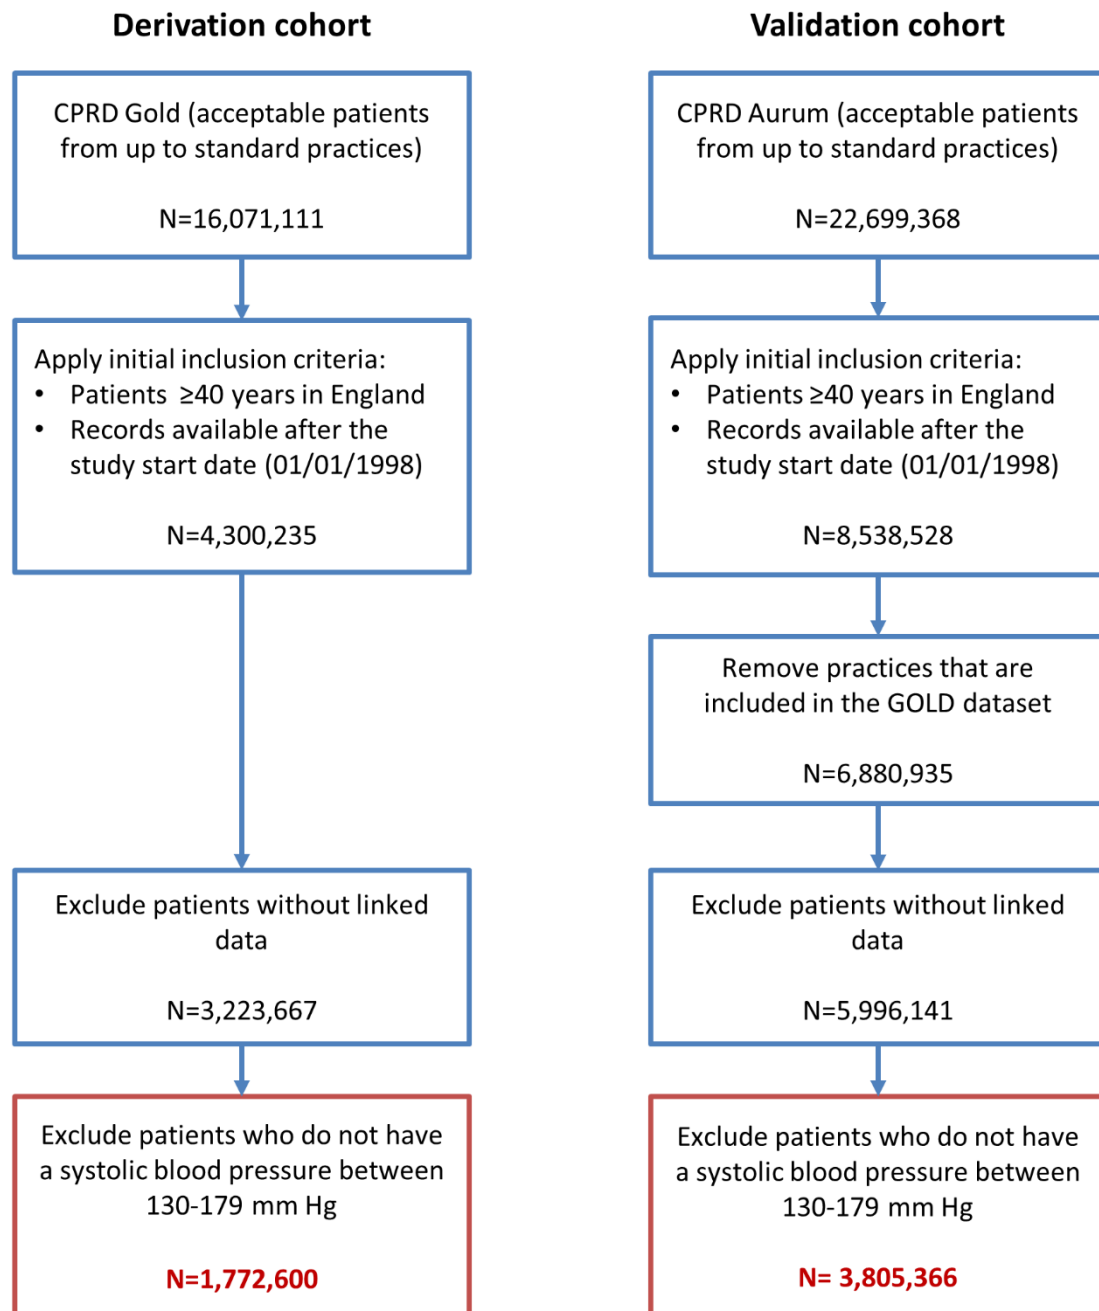 Derivation cohort
CPRD Gold (acceptable patients
from up to standard practices)
N=16,071,111
Apply initial inclusion criteria:
• Patients ≥40 years in England
• Records available after the
study start date (01/01/1998)
N=4,300,235
Exclude patients without linked
data
N=3,223,667
Exclude patients who do not have
a systolic blood pressure between
130-179 mm Hg
N=1,772,600
Validation cohort
CPRD Aurum (acceptable patients
from up to standard practices)
N=22,699,368
Apply initial inclusion criteria:
• Patients ≥40 years in England
• Records available after the
study start date (01/01/1998)
N=8,538,528
Remove practices that are
included in the GOLD dataset
N=6,880,935
Exclude patients without linked
data
N=5,996,141
Exclude patients who do not have
a systolic blood pressure between
130-179 mm Hg
N= 3,805,366